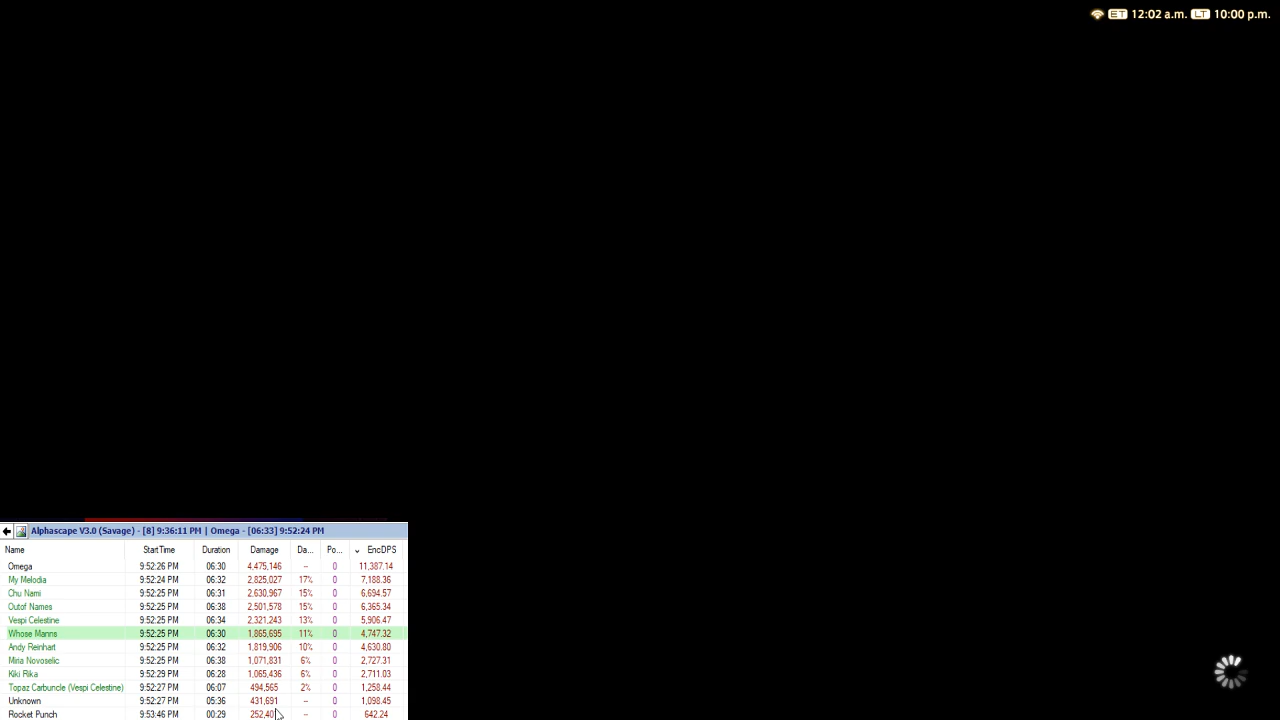 ET 12:02 a.m. LT 10:00 p.m.
Alphascape V3.0 (Savage) - [8] 9:36:11 PM | Omega - [06:33] 9:52:24 PM
Name StartTime Duration Damage Da... Po... EncDPS
Omega 9:52:26 PM 06:30 4,475,146 -- 0 11,387.14
My Melodia 9:52:24 PM 06:32 2,825,027 17% 0 7,188.36
Chu Nami 9:52:25 PM 06:31 2,630,967 15% 0 6,694.57
Outof Names 9:52:25 PM 06:38 2,501,578 15% 0 6,365.34
Vespi Celestine 9:52:25 PM 06:34 2,321,243 13% 0 5,906.47
Whose Manns 9:52:25 PM 06:30 1,865,695 11% 0 4,747.32
Andy Reinhart 9:52:25 PM 06:32 1,819,906 10% 0 4,630.80
Miria Novoselic 9:52:25 PM 06:38 1,071,831 6% 0 2,727.31
Kiki Rika 9:52:29 PM 06:28 1,065,436 6% 0 2,711.03
Topaz Carbuncle (Vespi Celestine) 9:52:27 PM 06:07 494,565 2% 0 1,258.44
Unknown 9:52:27 PM 05:36 431,691 -- 0 1,098.45
Rocket Punch 9:53:46 PM 00:29 -- 0 642.24